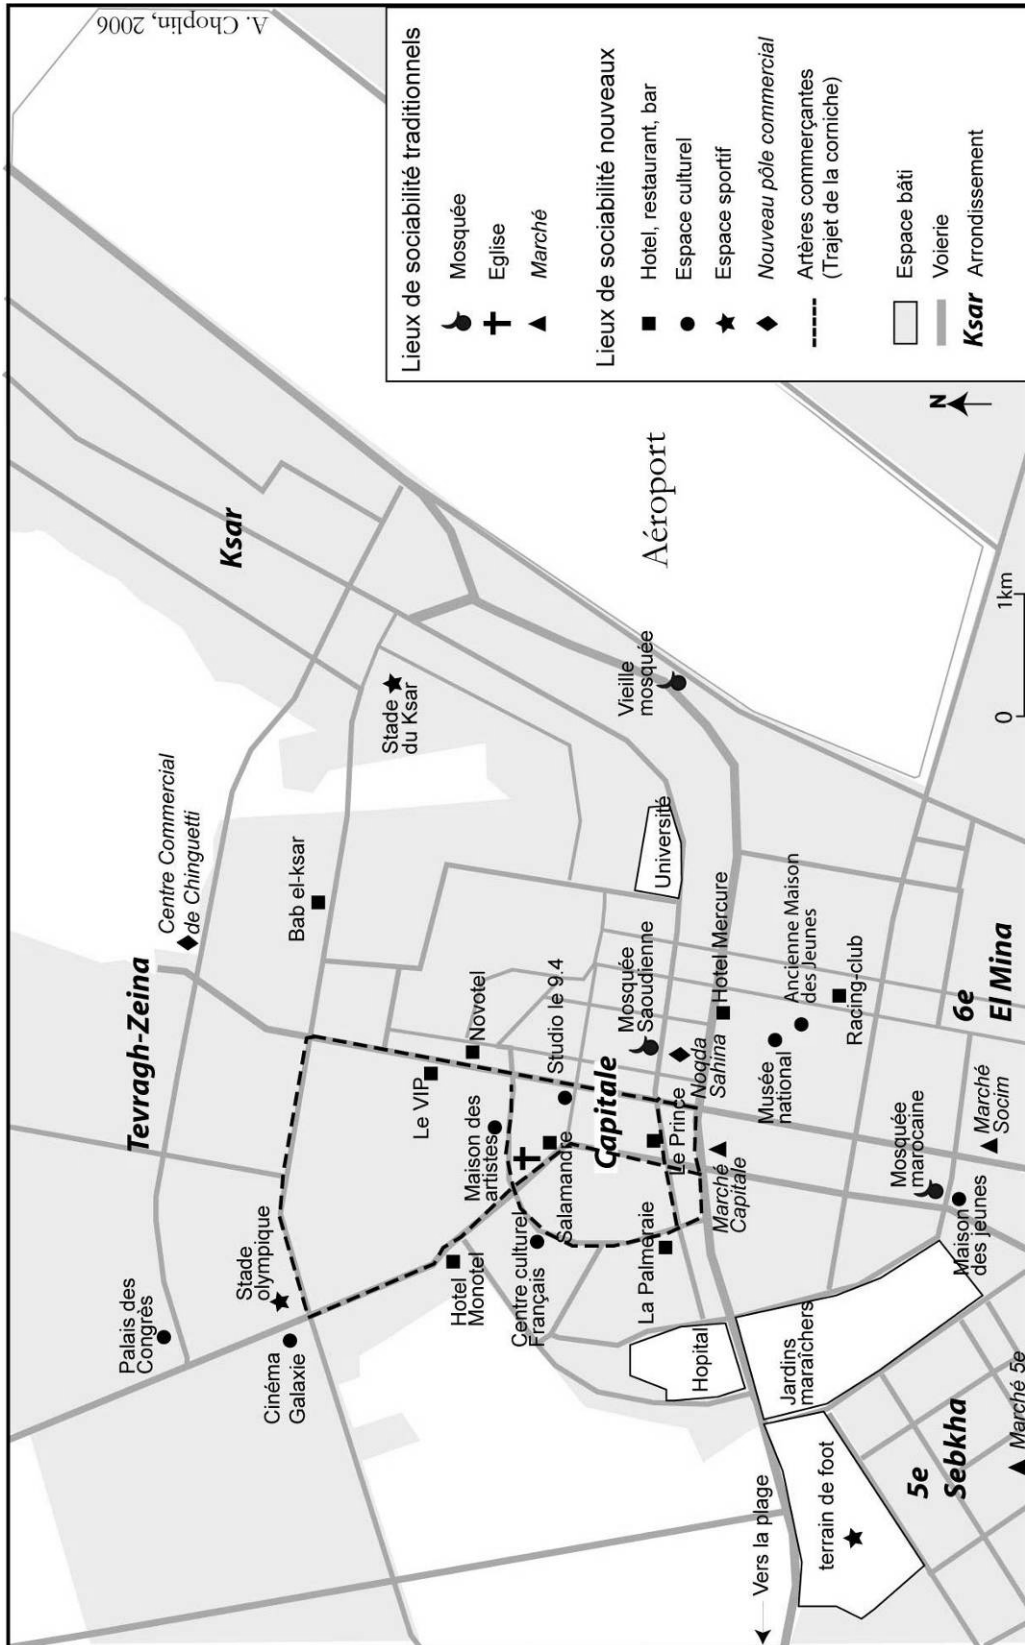 A. Choplin, 2006
Tevragh-Zeina
Centre Commercial
de Chinguetti
Ksar
Palais des
Congrès
Stade
olympique
Cinéma
Galaxie
Bab el-ksar
Stade
du Ksar
Le VIP
Novotel
Hotel
Monotel
Maison des
artistes
Centre culturel
Français
Salamandre
Studio le 9.4
Capitale
Mosquée
Saoudienne
Université
Vieille
mosquée
Aéroport
La Palmeraie
Le Prince
Noqda
Sahina
Hotel Mercure
Hopital
Marché
Capitale
Vers la plage
Jardins
maraîchers
terrain de foot
Musée
national
Ancienne Maison
des Jeunes
Racing-club
Mosquée
marocaine
Maison
des jeunes
Marché
Socim
6e
El Mina
5e
Sebkha
Marché 5e
0
1km
N
Lieux de sociabilité traditionnels
Mosquée
Eglise
Marché
Lieux de sociabilité nouveaux
Hotel, restaurant, bar
Espace culturel
Espace sportif
Nouveau pôle commercial
Artères commerçantes
(Trajet de la corniche)
Espace bâti
Voierie
Ksar Arrondissement